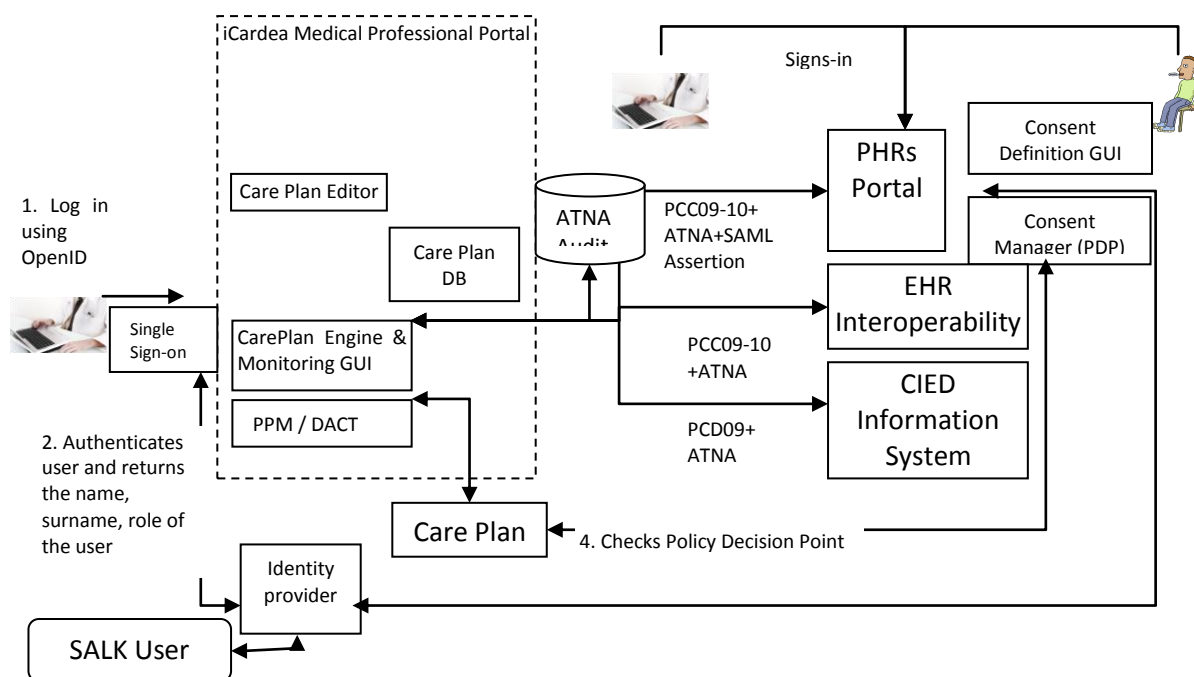 iCardea Medical Professional Portal
Signs-in
Consent
Definition GUI
PHRs
Portal
Care Plan Editor
1. Log in
using
OpenID
ATNA
Audit
PCC09-10+
ATNA+SAML
Assertion
Consent
Manager (PDP)
Care Plan
DB
EHR
Interoperability
Single
Sign-on
CarePlan Engine &
Monitoring GUI
PCC09-10
+ATNA
CIED
Information
System
PPM / DACT
PCD09+
ATNA
2. Authenticates
user and returns
the name,
surname, role of
the user
Care Plan
4. Checks Policy Decision Point
Identity
provider
SALK User